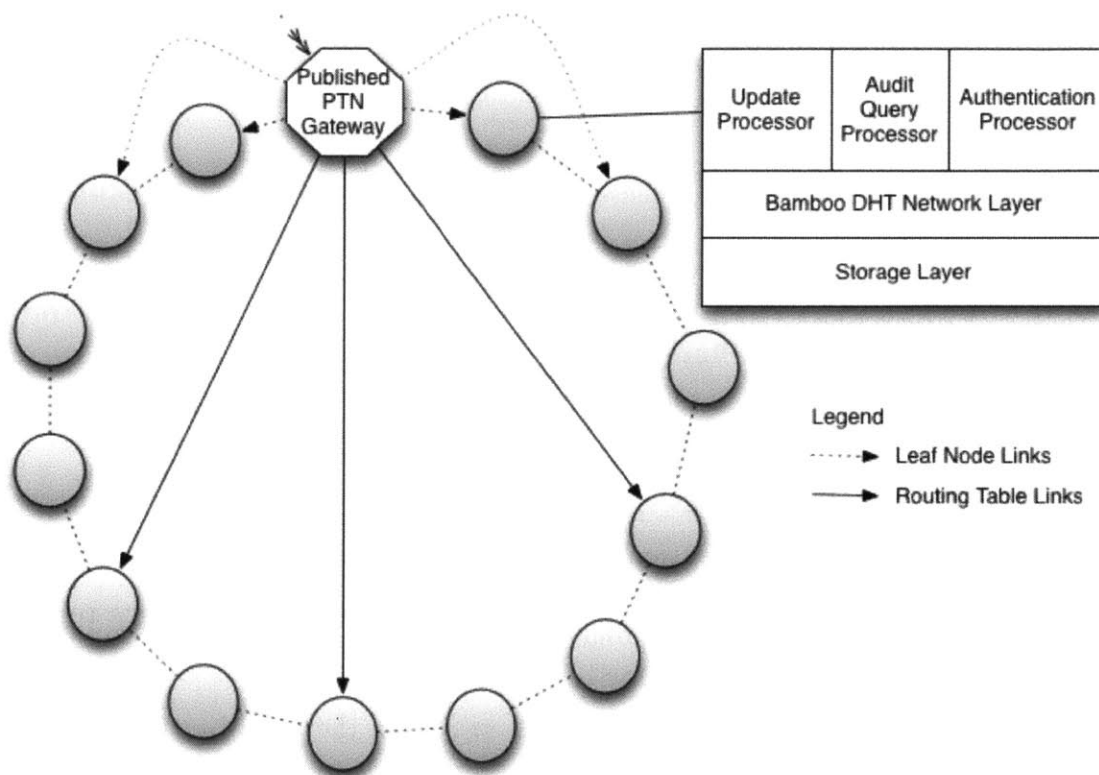 Published
PTN
Gateway
Update
Processor
Audit
Query
Processor
Authentication
Processor
Bamboo DHT Network Layer
Storage Layer
Legend
Leaf Node Links
Routing Table Links